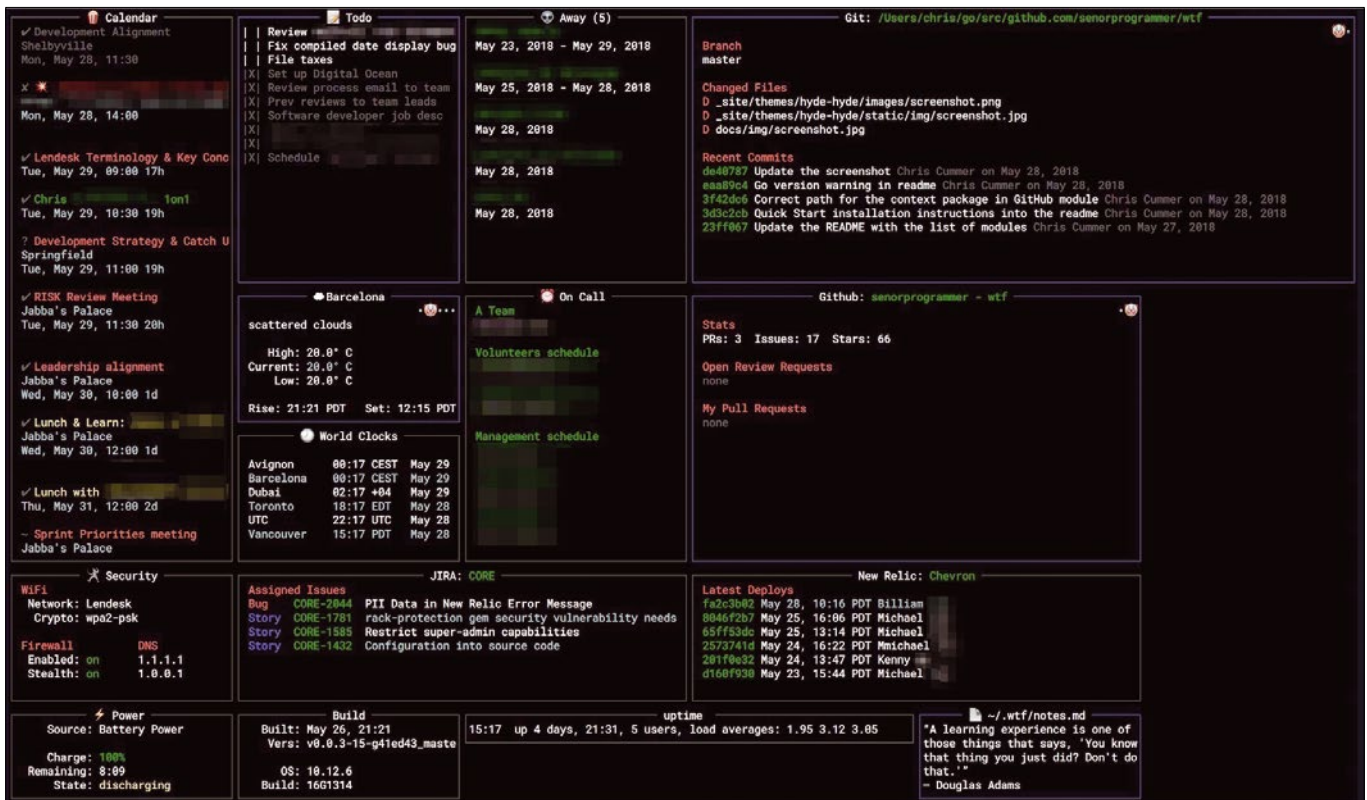 Calendar
✓ Development Alignment
Shelbyville
Mon, May 28, 11:30
Mon, May 28, 14:00
✓ Lendesk Terminology & Key Conc
Tue, May 29, 09:00 17h
✓ Chris 1on1
Tue, May 29, 10:30 19h
? Development Strategy & Catch U
Springfield
Tue, May 29, 11:00 19h
✓ RISK Review Meeting
Jabba's Palace
Tue, May 29, 11:30 20h
✓ Leadership alignment
Jabba's Palace
Wed, May 30, 10:00 1d
✓ Lunch & Learn:
Jabba's Palace
Wed, May 30, 12:00 1d
✓ Lunch with
Thu, May 31, 12:00 2d
~ Sprint Priorities meeting
Jabba's Palace
Todo
| | Review
| | Fix compiled date display bug
| | File taxes
|X| Set up Digital Ocean
|X| Review process email to team
|X| Prev reviews to team leads
|X| Software developer job desc
|X|
|X|
|X| Schedule
Away (5)
May 23, 2018 - May 29, 2018
May 25, 2018 - May 28, 2018
May 28, 2018
May 28, 2018
May 28, 2018
Git: /Users/chris/go/src/github.com/senorprogrammer/wtf
Branch
master
Changed Files
D _site/themes/hyde-hyde/images/screenshot.png
D _site/themes/hyde-hyde/static/img/screenshot.jpg
D docs/img/screenshot.jpg
Recent Commits
de40787 Update the screenshot Chris Cummer on May 28, 2018
eaa89c4 Go version warning in readme Chris Cummer on May 28, 2018
3f42dc6 Correct path for the context package in GitHub module Chris Cummer on May 28, 2018
3d3c2cb Quick Start installation instructions into the readme Chris Cummer on May 28, 2018
23ff067 Update the README with the list of modules Chris Cummer on May 27, 2018
Barcelona
scattered clouds
High: 20.0° C
Current: 20.0° C
Low: 20.0° C
Rise: 21:21 PDT Set: 12:15 PDT
World Clocks
Avignon 00:17 CEST May 29
Barcelona 00:17 CEST May 29
Dubai 02:17 +04 May 29
Toronto 18:17 EDT May 28
UTC 22:17 UTC May 28
Vancouver 15:17 PDT May 28
On Call
A Team
Volunteers schedule
Management schedule
Github: senorprogrammer - wtf
Stats
PRs: 3 Issues: 17 Stars: 66
Open Review Requests
none
My Pull Requests
none
Security
WiFi
Network: Lendesk
Crypto: wpa2-psk
Firewall DNS
Enabled: on 1.1.1.1
Stealth: on 1.0.0.1
JIRA: CORE
Assigned Issues
Bug CORE-2044 PII Data in New Relic Error Message
Story CORE-1781 rack-protection gem security vulnerability needs
Story CORE-1585 Restrict super-admin capabilities
Story CORE-1432 Configuration into source code
New Relic: Chevron
Latest Deploys
fa2c3b02 May 28, 10:16 PDT Billiam
8046f2b7 May 25, 16:06 PDT Michael
65ff53dc May 25, 13:14 PDT Michael
2573741d May 24, 16:22 PDT Mmichael
201f0e32 May 24, 13:47 PDT Kenny
d160f930 May 23, 15:44 PDT Michael
Power
Source: Battery Power
Charge: 100%
Remaining: 8:09
State: discharging
Build
Built: May 26, 21:21
Vers: v0.0.3-15-g41ed43_maste
OS: 10.12.6
Build: 16G1314
uptime
15:17 up 4 days, 21:31, 5 users, load averages: 1.95 3.12 3.05
~/.wtf/notes.md
"A learning experience is one of
those things that says, 'You know
that thing you just did? Don't do
that.'"
— Douglas Adams